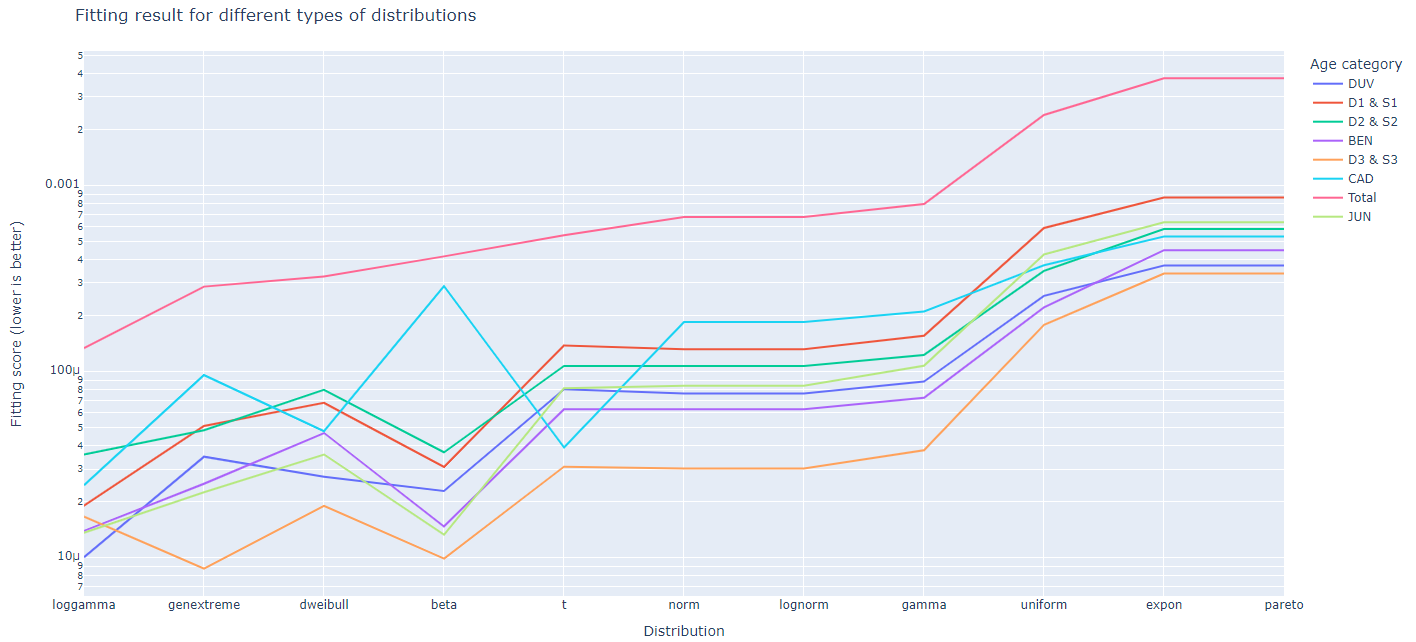 Fitting result for different types of distributions
Fitting score (lower is better)
5
4
3
2
0.001
9
8
7
6
5
4
3
2
100μ
9
8
7
6
5
4
3
2
10μ
9
8
7
loggamma genextreme dweibull beta t norm lognorm gamma uniform expon pareto
Distribution
Age category
DUV
D1 & S1
D2 & S2
BEN
D3 & S3
CAD
Total
JUN